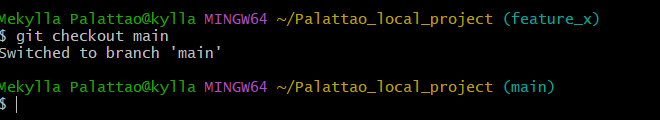 Mekylla Palattao@kylla MINGW64 ~/Palattao_local_project (feature_x)
$ git checkout main
Switched to branch 'main'
Mekylla Palattao@kylla MINGW64 ~/Palattao_local_project (main)
$